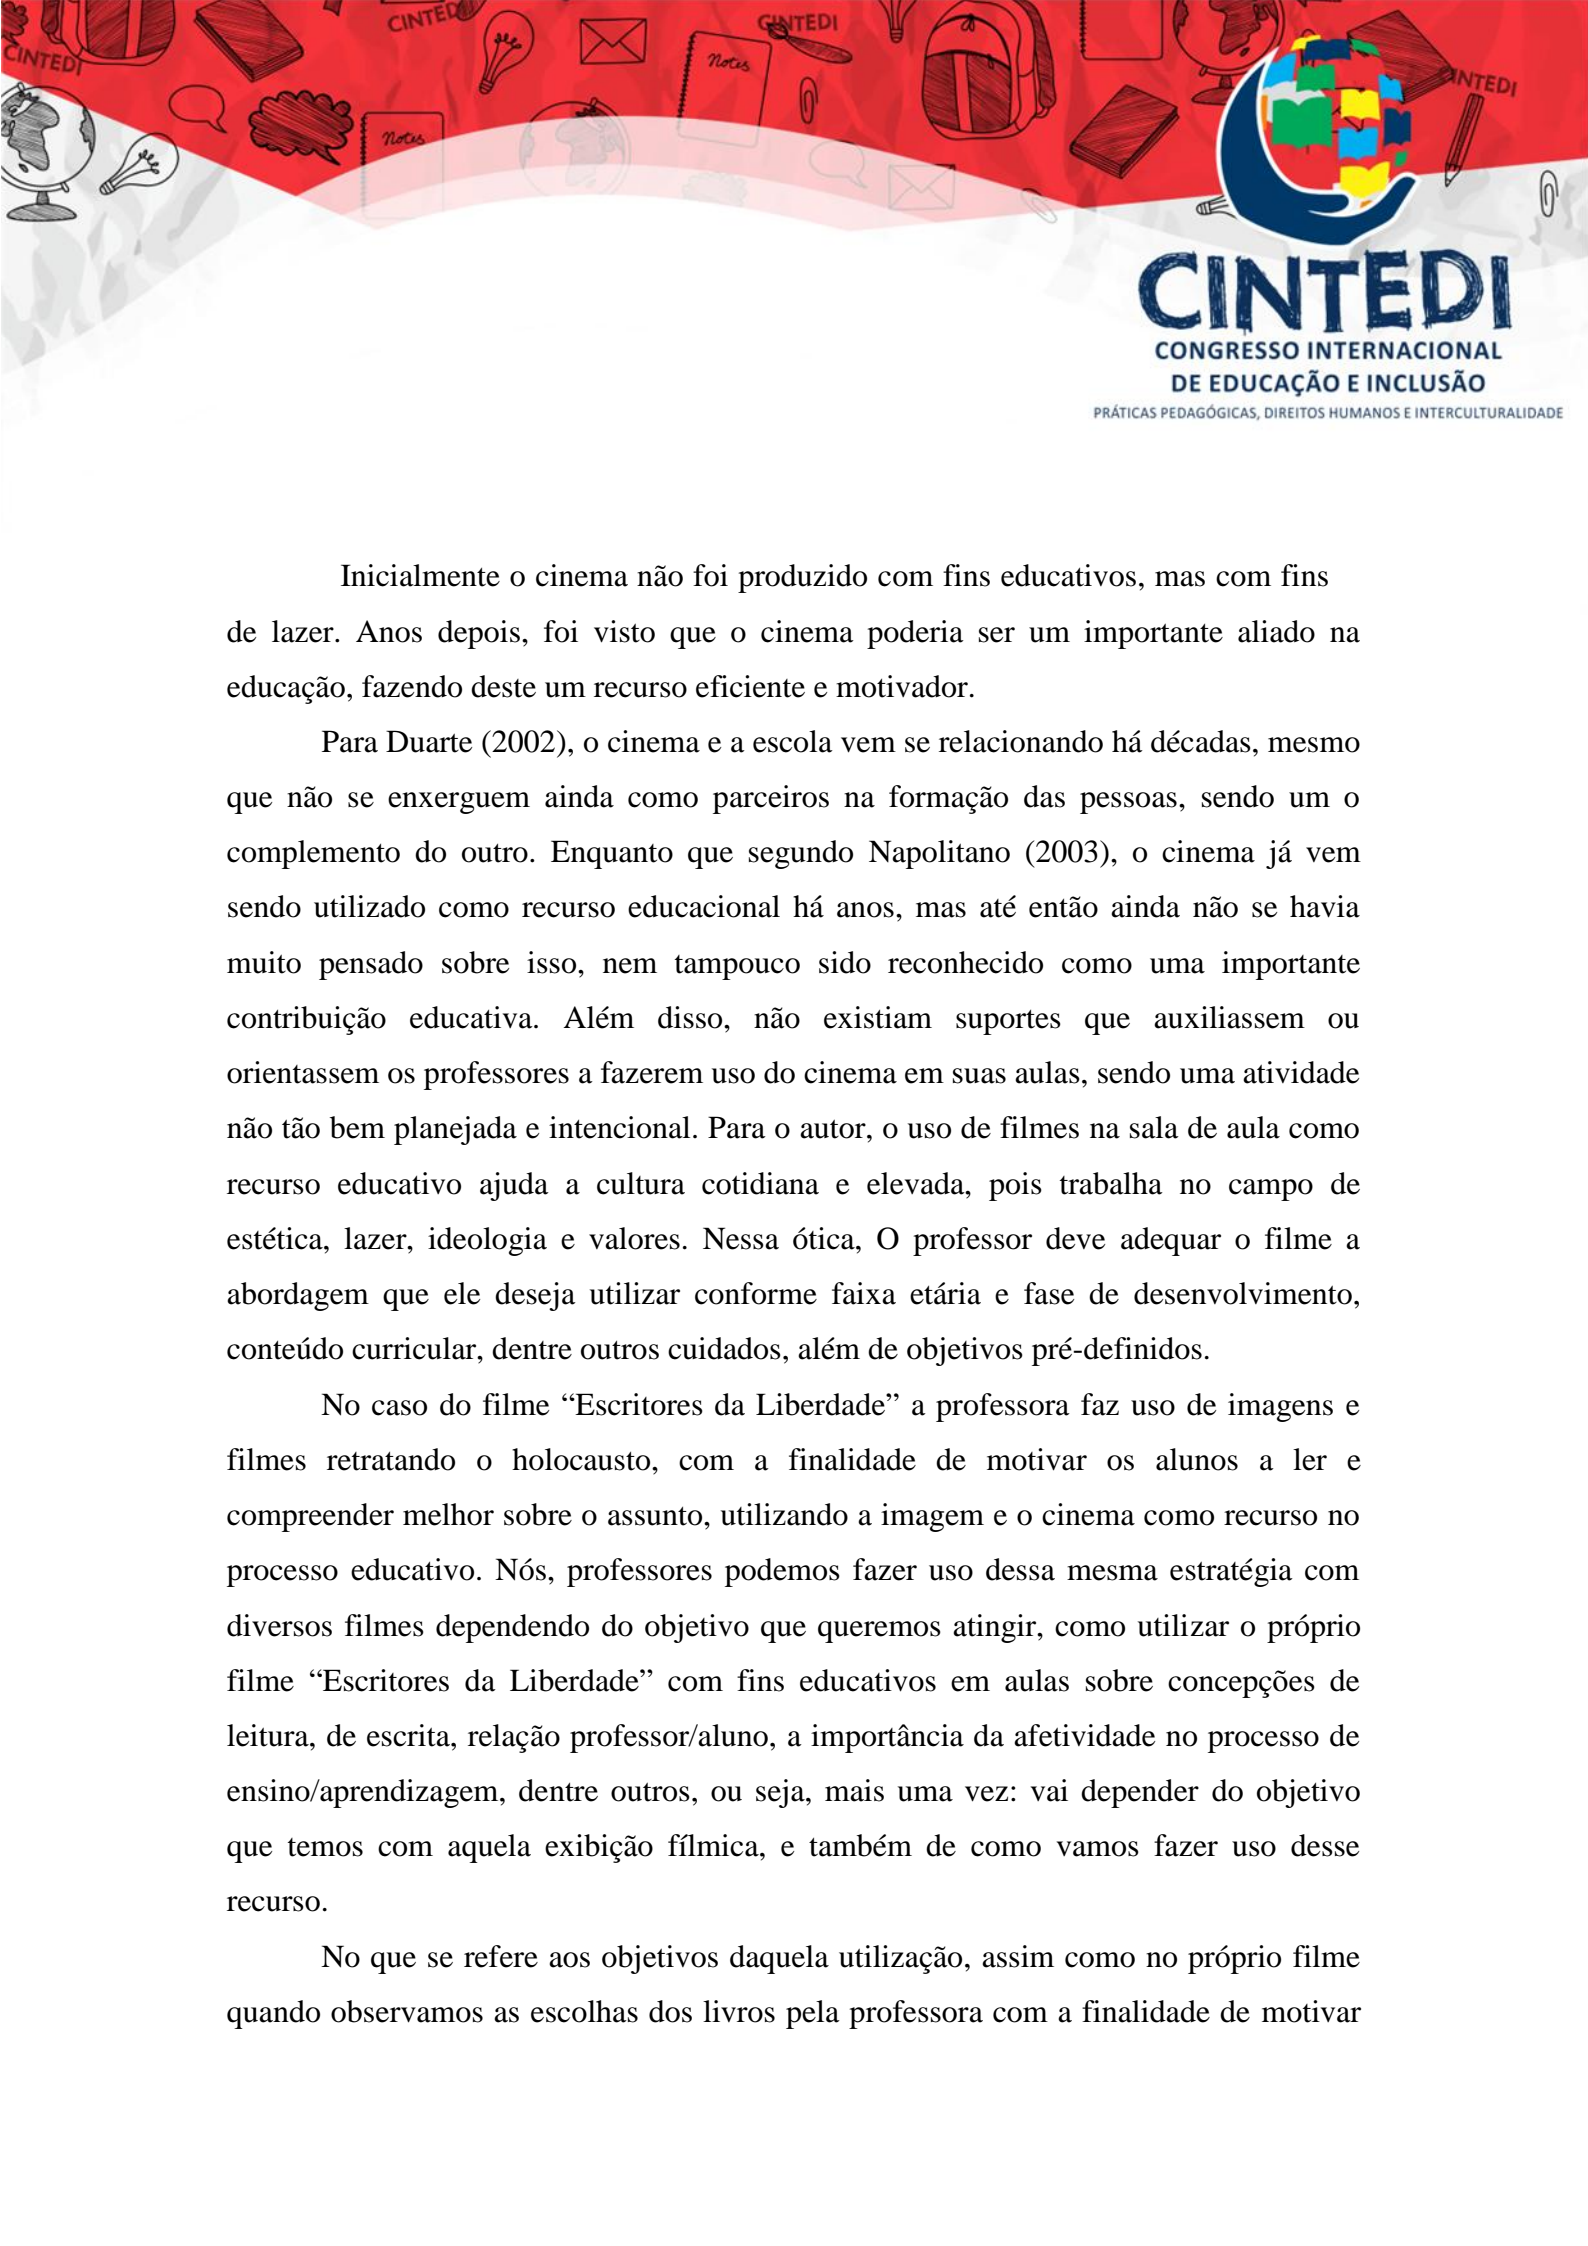 CINTEDI
CINTEDI
CINTEDI
CINTEDI
Notes
Notes
CINTEDI
CONGRESSO INTERNACIONAL
DE EDUCAÇÃO E INCLUSÃO
PRÁTICAS PEDAGÓGICAS, DIREITOS HUMANOS E INTERCULTURALIDADE
Inicialmente o cinema não foi produzido com fins educativos, mas com fins
de lazer. Anos depois, foi visto que o cinema poderia ser um importante aliado na
educação, fazendo deste um recurso eficiente e motivador.
Para Duarte (2002), o cinema e a escola vem se relacionando há décadas, mesmo
que não se enxerguem ainda como parceiros na formação das pessoas, sendo um o
complemento do outro. Enquanto que segundo Napolitano (2003), o cinema já vem
sendo utilizado como recurso educacional há anos, mas até então ainda não se havia
muito pensado sobre isso, nem tampouco sido reconhecido como uma importante
contribuição educativa. Além disso, não existiam suportes que auxiliassem ou
orientassem os professores a fazerem uso do cinema em suas aulas, sendo uma atividade
não tão bem planejada e intencional. Para o autor, o uso de filmes na sala de aula como
recurso educativo ajuda a cultura cotidiana e elevada, pois trabalha no campo de
estética, lazer, ideologia e valores. Nessa ótica, O professor deve adequar o filme a
abordagem que ele deseja utilizar conforme faixa etária e fase de desenvolvimento,
conteúdo curricular, dentre outros cuidados, além de objetivos pré-definidos.
No caso do filme “Escritores da Liberdade” a professora faz uso de imagens e
filmes retratando o holocausto, com a finalidade de motivar os alunos a ler e
compreender melhor sobre o assunto, utilizando a imagem e o cinema como recurso no
processo educativo. Nós, professores podemos fazer uso dessa mesma estratégia com
diversos filmes dependendo do objetivo que queremos atingir, como utilizar o próprio
filme “Escritores da Liberdade” com fins educativos em aulas sobre concepções de
leitura, de escrita, relação professor/aluno, a importância da afetividade no processo de
ensino/aprendizagem, dentre outros, ou seja, mais uma vez: vai depender do objetivo
que temos com aquela exibição fílmica, e também de como vamos fazer uso desse
recurso.
No que se refere aos objetivos daquela utilização, assim como no próprio filme
quando observamos as escolhas dos livros pela professora com a finalidade de motivar